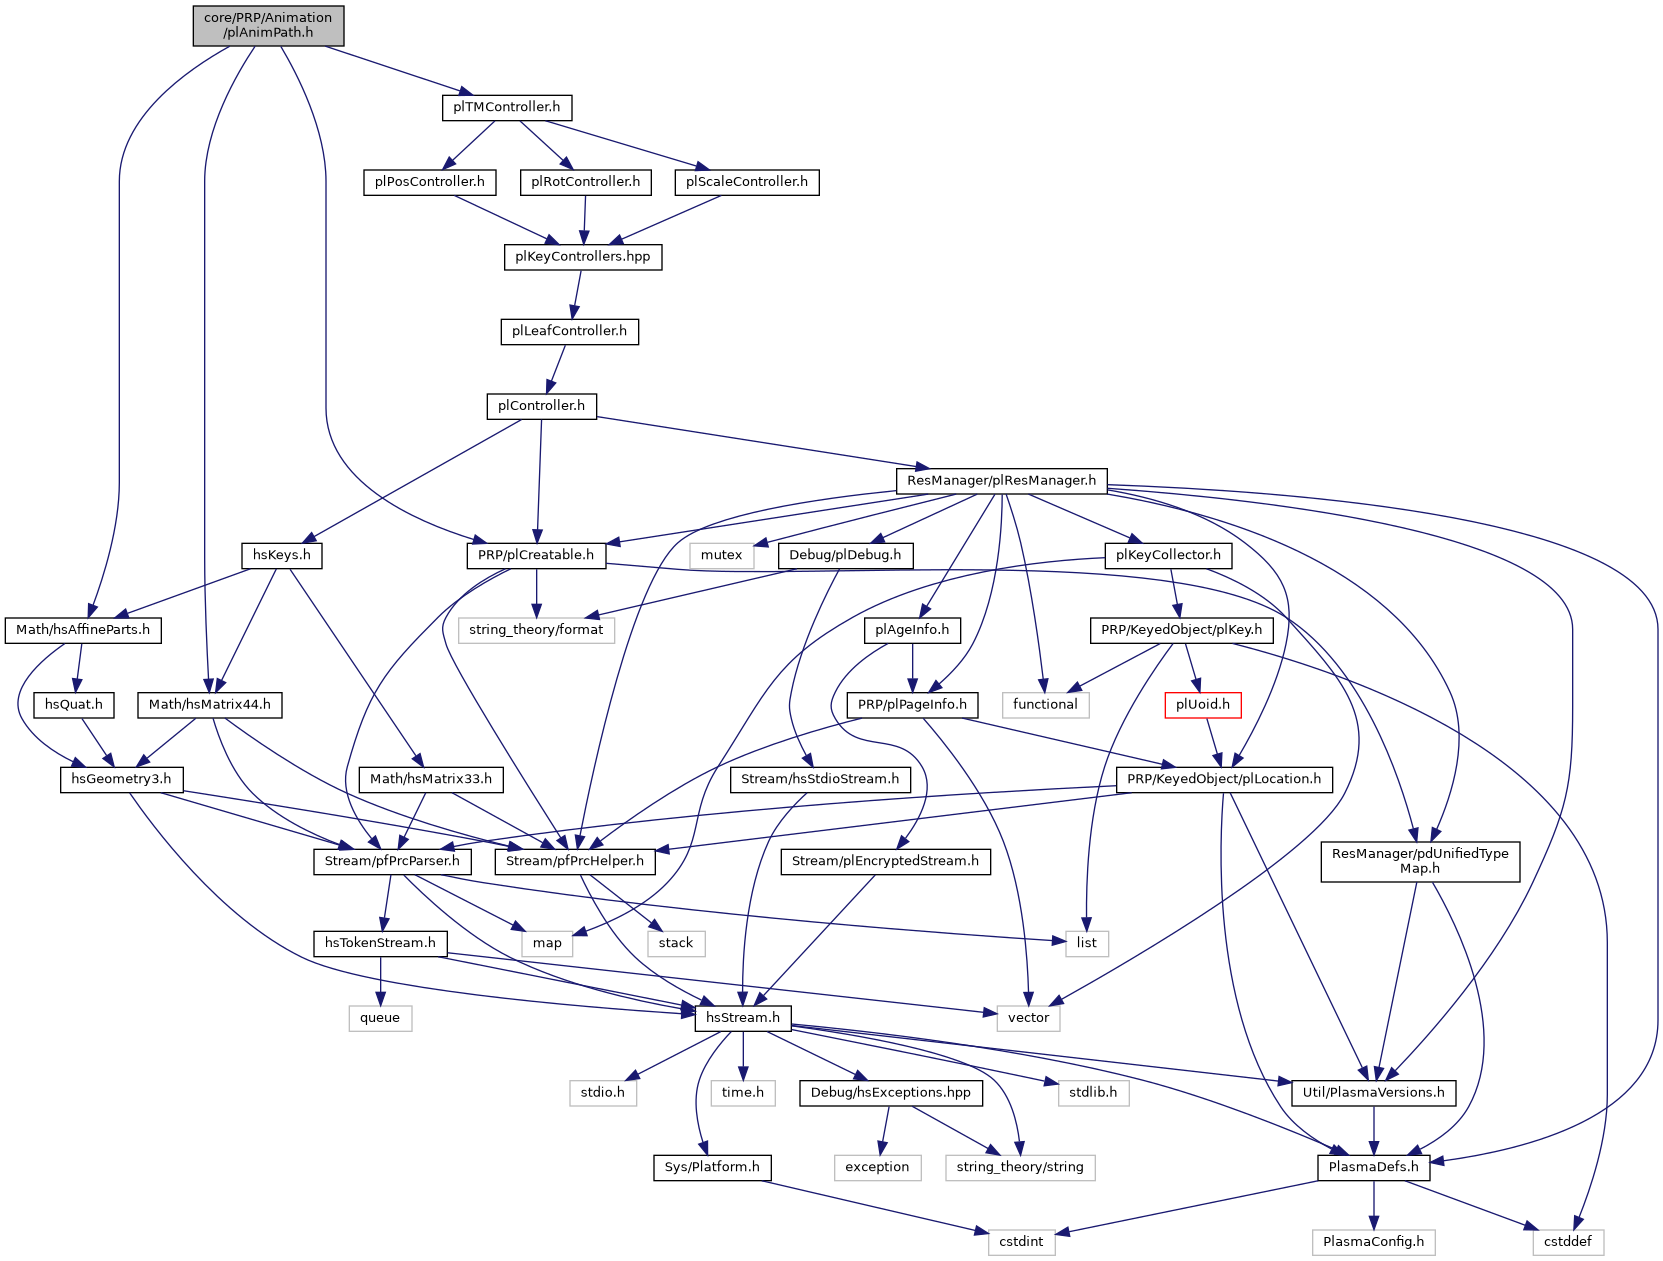 core/PRP/Animation
/plAnimPath.h
plTMController.h
plPosController.h
plRotController.h
plScaleController.h
plKeyControllers.hpp
plLeafController.h
plController.h
ResManager/plResManager.h
hsKeys.h
PRP/plCreatable.h
mutex
Debug/plDebug.h
plKeyCollector.h
Math/hsAffineParts.h
string_theory/format
plAgeInfo.h
PRP/KeyedObject/plKey.h
hsQuat.h
Math/hsMatrix44.h
PRP/plPageInfo.h
functional
plUoid.h
hsGeometry3.h
Math/hsMatrix33.h
Stream/hsStdioStream.h
PRP/KeyedObject/plLocation.h
Stream/pfPrcParser.h
Stream/pfPrcHelper.h
Stream/plEncryptedStream.h
ResManager/pdUnifiedType
Map.h
hsTokenStream.h
map
stack
list
queue
hsStream.h
vector
stdio.h
time.h
Debug/hsExceptions.hpp
stdlib.h
Util/PlasmaVersions.h
Sys/Platform.h
exception
string_theory/string
PlasmaDefs.h
cstdint
PlasmaConfig.h
cstddef